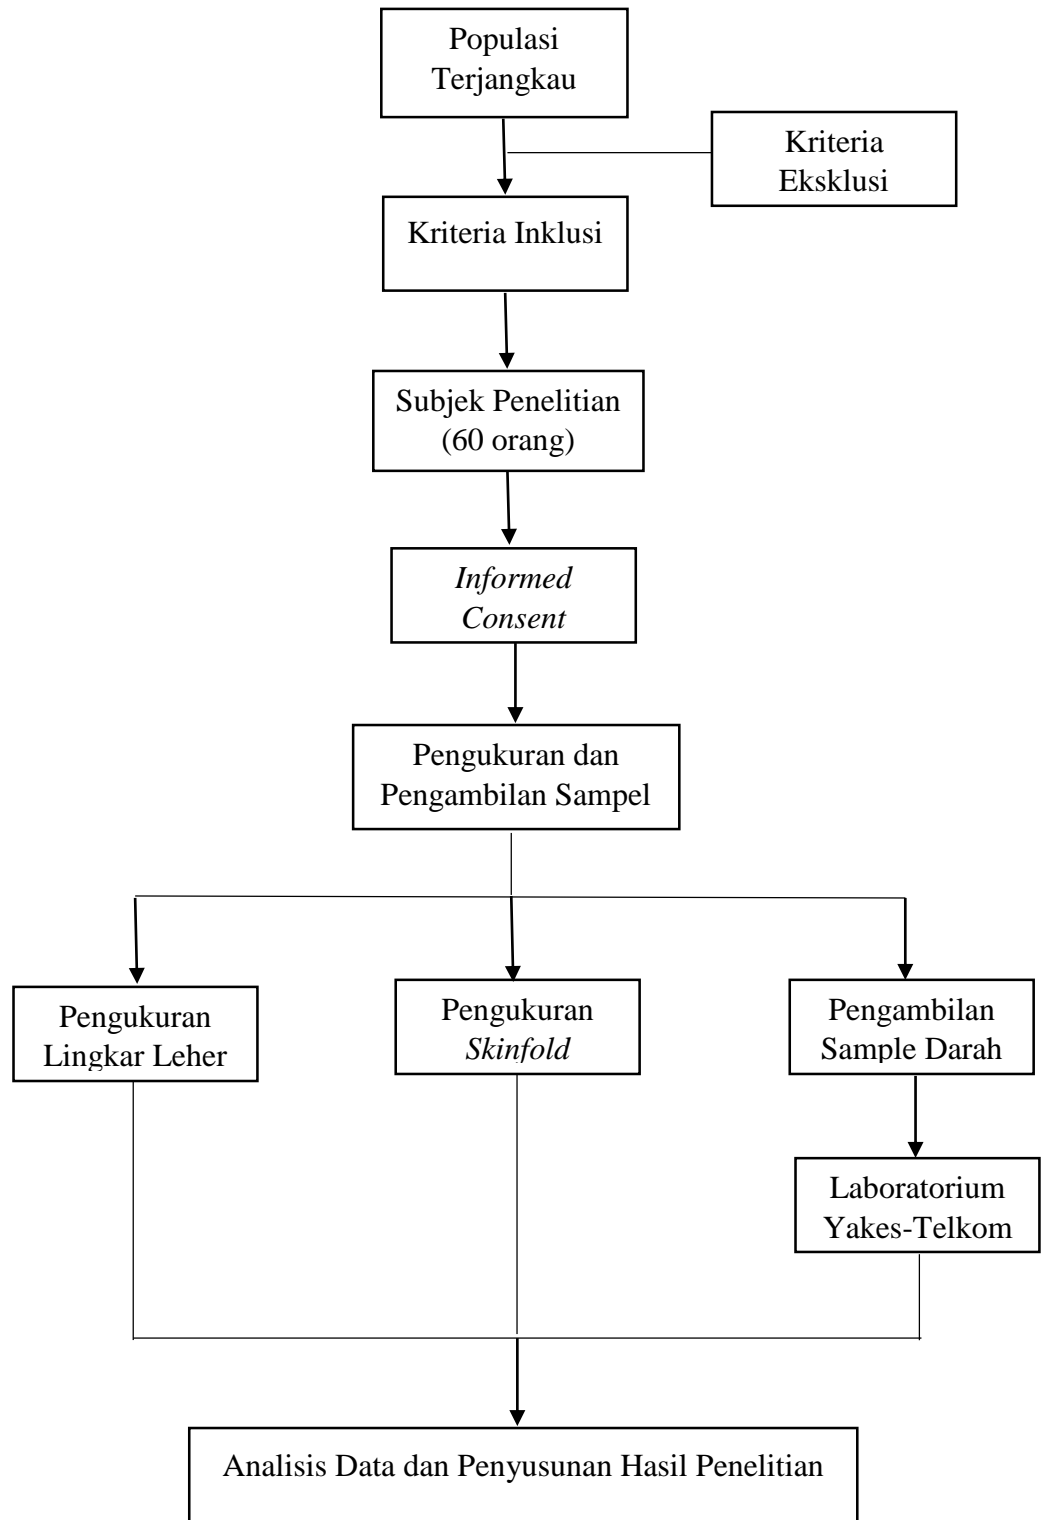 Populasi
Terjangkau
Kriteria
Eksklusi
Kriteria Inklusi
Subjek Penelitian
(60 orang)
Informed
Consent
Pengukuran dan
Pengambilan Sampel
Pengukuran
Lingkar Leher
Pengukuran
Skinfold
Pengambilan
Sample Darah
Laboratorium
Yakes-Telkom
Analisis Data dan Penyusunan Hasil Penelitian